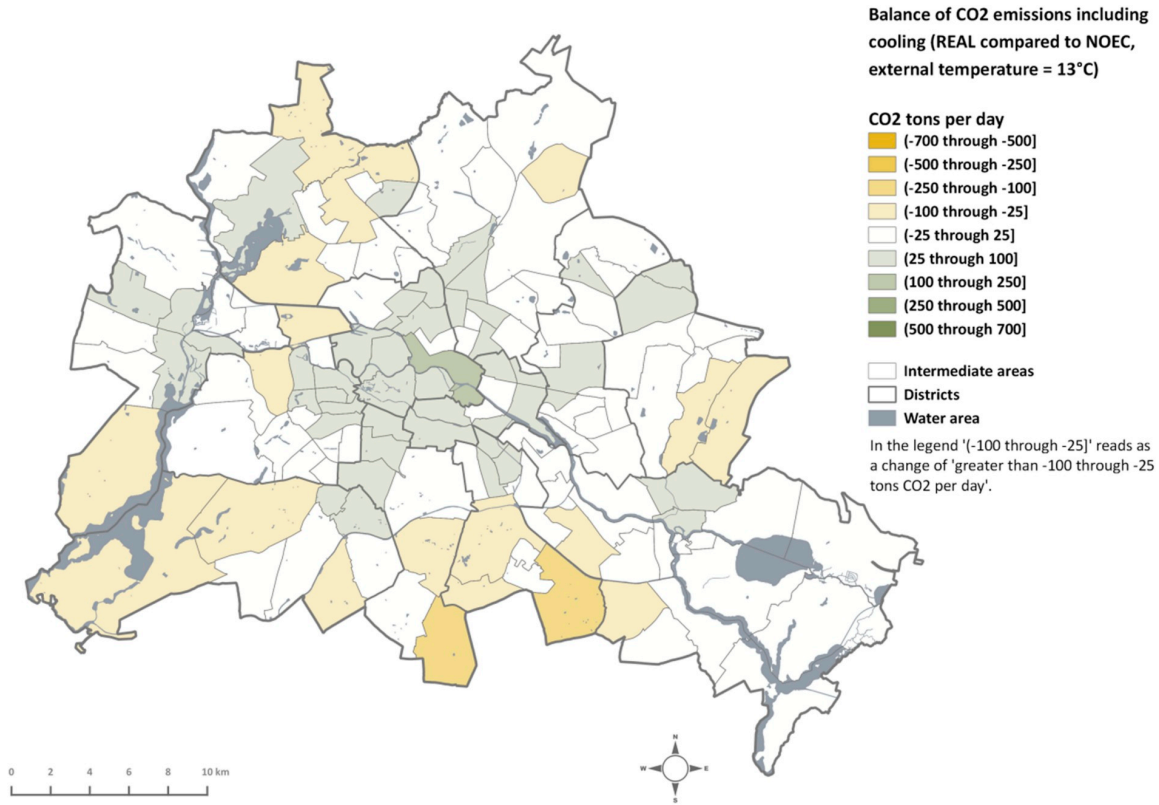 Balance of CO2 emissions including
cooling (REAL compared to NOEC,
external temperature = 13°C)
CO2 tons per day
(-700 through -500]
(-500 through -250]
(-250 through -100]
(-100 through -25]
(-25 through 25]
(25 through 100]
(100 through 250]
(250 through 500]
(500 through 700]
Intermediate areas
Districts
Water area
In the legend '(-100 through -25]' reads as
a change of 'greater than -100 through -25
tons CO2 per day'.
0 2 4 6 8 10 km
N
W E
S